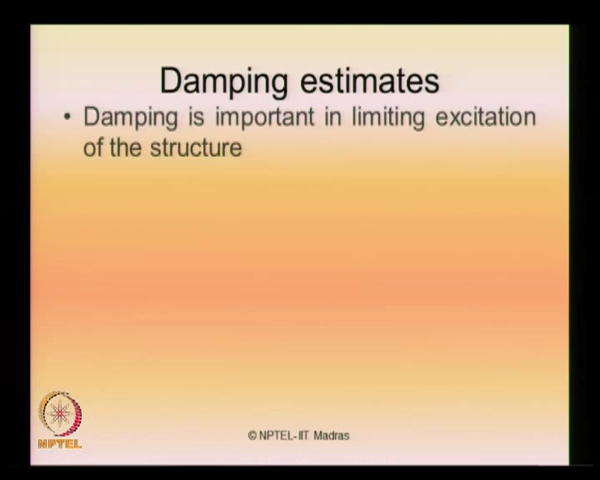 Damping estimates
• Damping is important in limiting excitation
of the structure
NPTEL
© NPTEL- IIT Madras